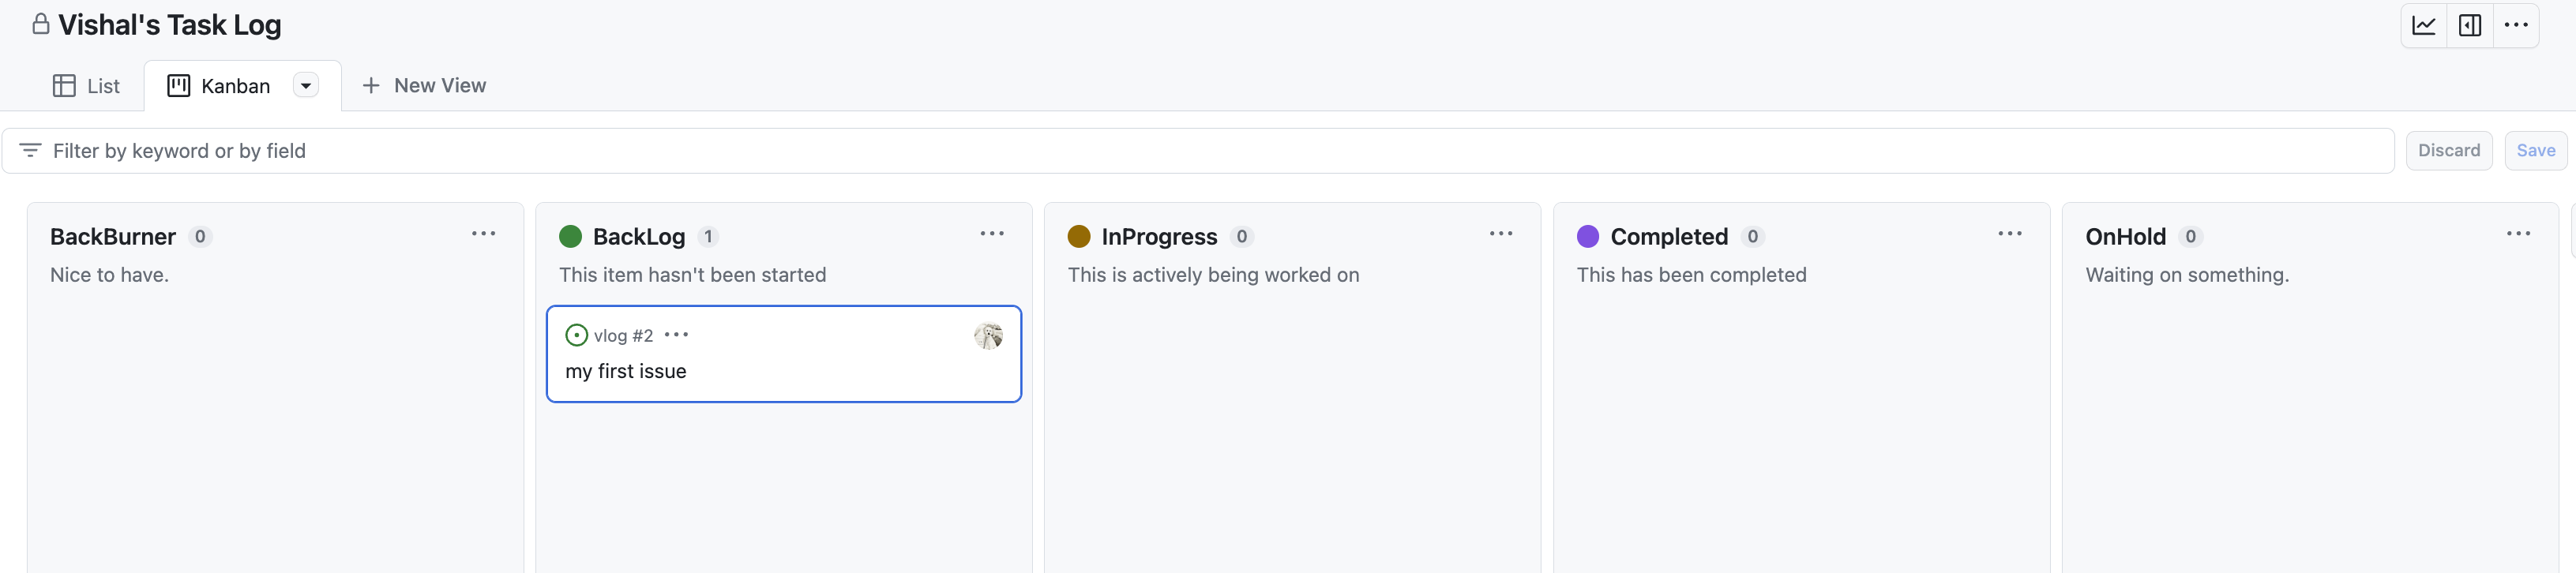 Vishal's Task Log
List
Kanban
New View
Filter by keyword or by field
Discard
Save
BackBurner 0
Nice to have.
BackLog 1
This item hasn't been started
vlog #2
my first issue
InProgress 0
This is actively being worked on
Completed 0
This has been completed
OnHold 0
Waiting on something.